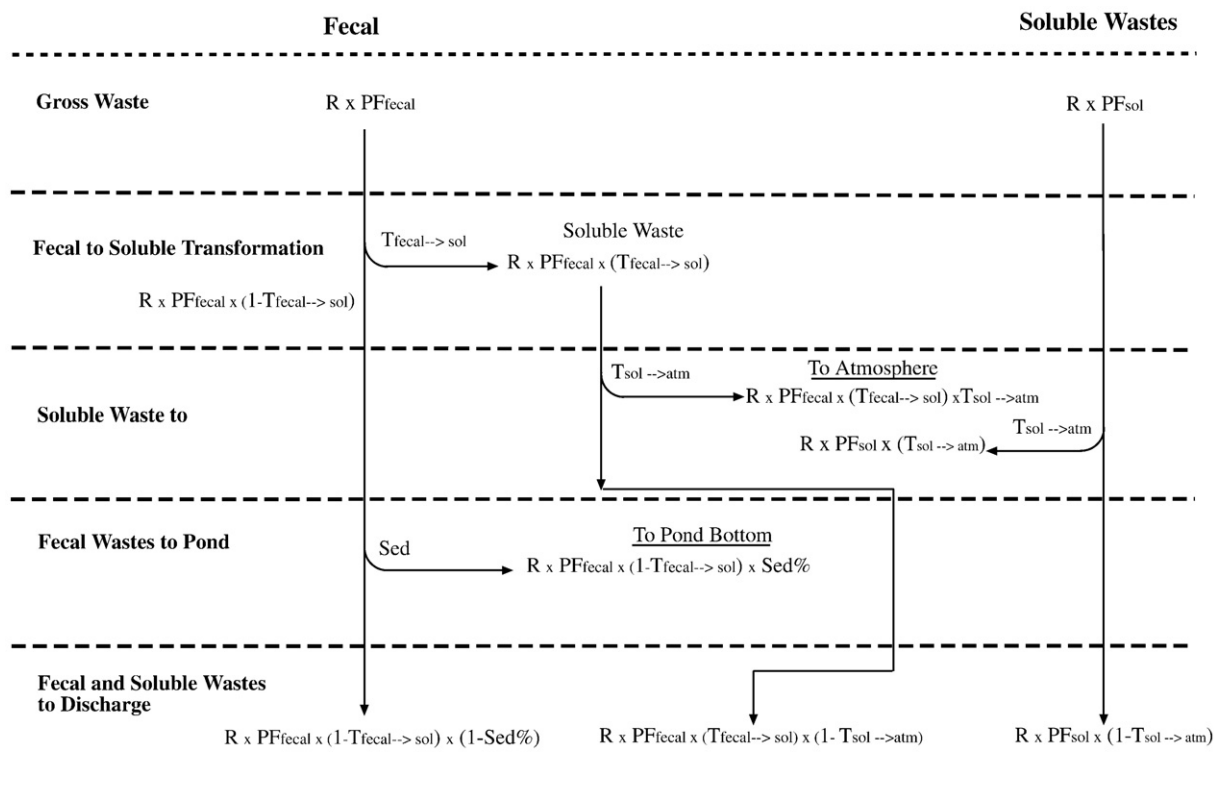 Fecal
Soluble Wastes
Gross Waste
R x PFfecal
R x PFsol
Fecal to Soluble Transformation
Tfecal--> sol
Soluble Waste
R x PFfecal x (Tfecal--> sol)
R x PFfecal x (1-Tfecal--> sol)
Soluble Waste to
Tsol -->atm
To Atmosphere
R x PFfecal x (Tfecal--> sol) xTsol -->atm
Tsol -->atm
R x PFsol x (Tsol --> atm)
Fecal Wastes to Pond
Sed
To Pond Bottom
R x PFfecal x (1-Tfecal--> sol) x Sed%
Fecal and Soluble Wastes
to Discharge
R x PFfecal x (1-Tfecal--> sol) x (1-Sed%)
R x PFfecal x (Tfecal--> sol) x (1- Tsol -->atm)
R x PFsol x (1-Tsol --> atm)